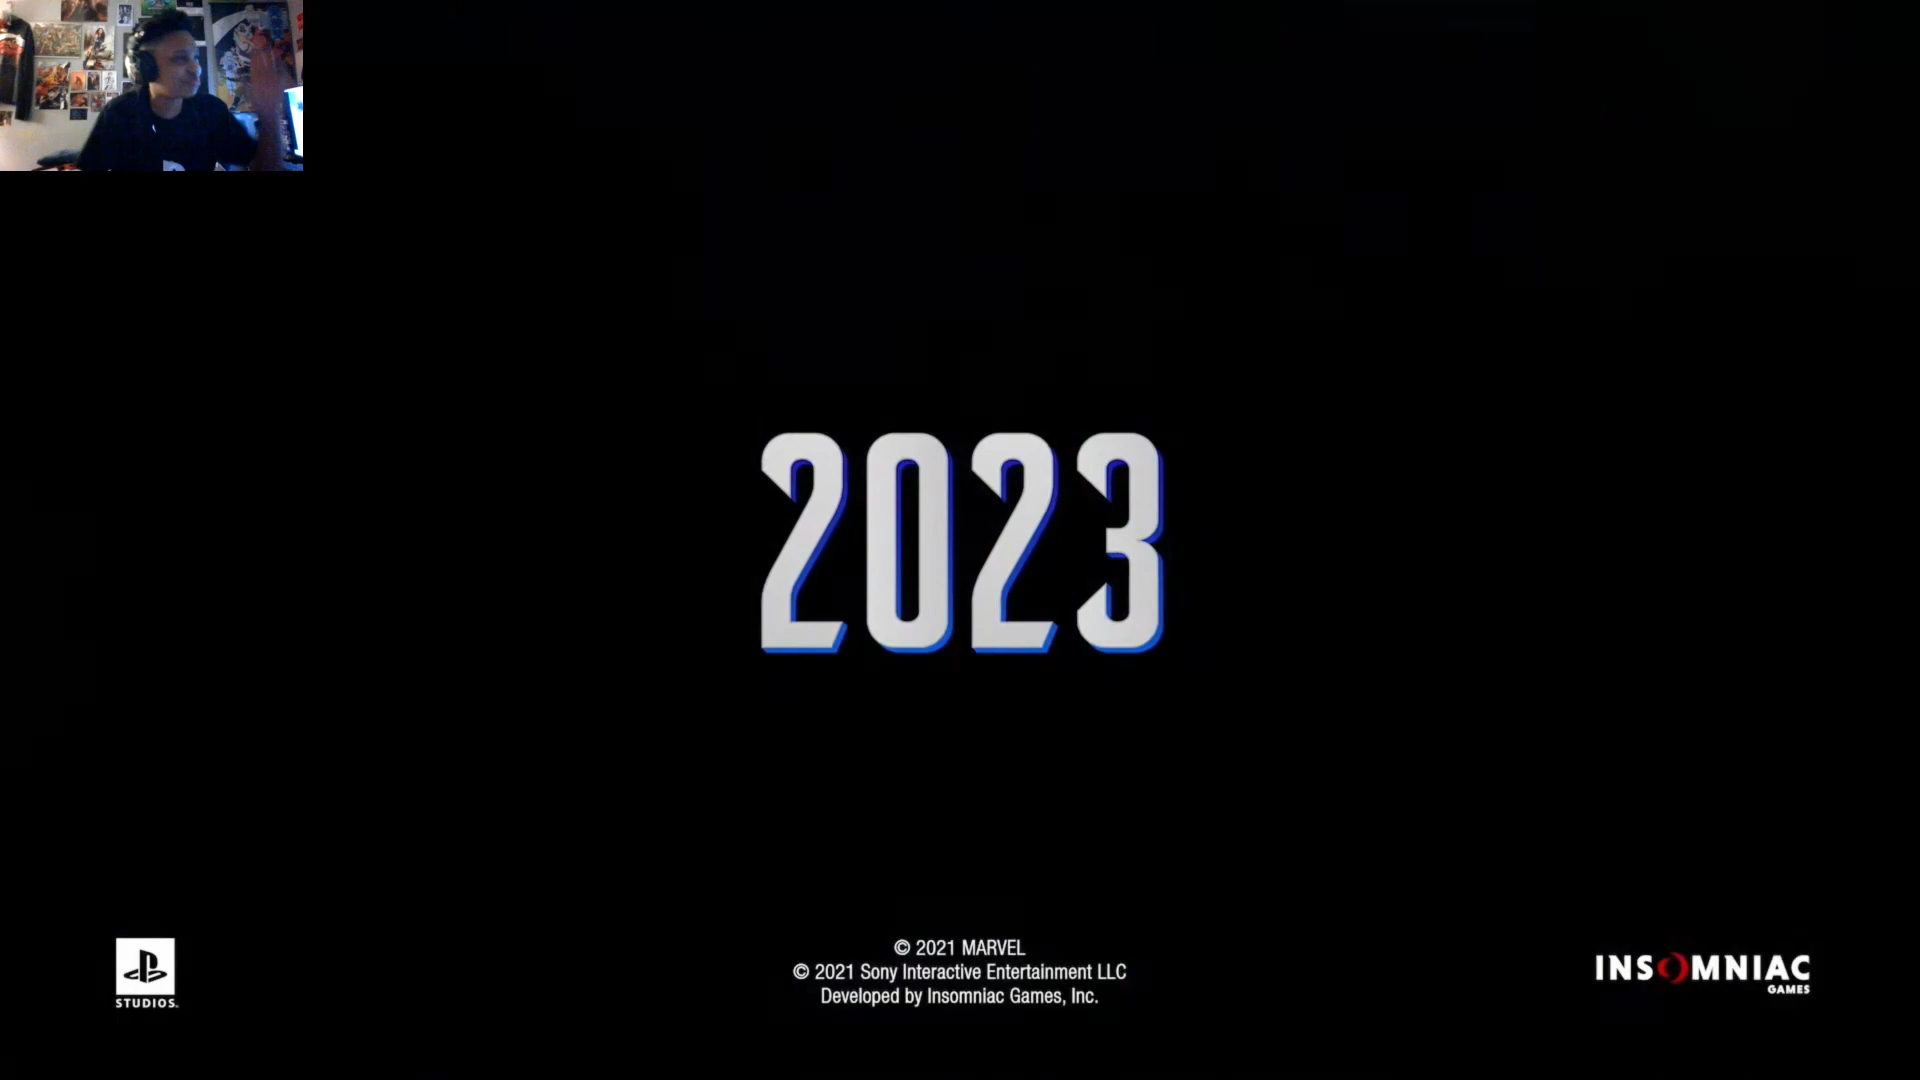 2023
© 2021 MARVEL
© 2021 Sony Interactive Entertainment LLC
Developed by Insomniac Games, Inc.
STUDIOS
INSOMNIAC
GAMES